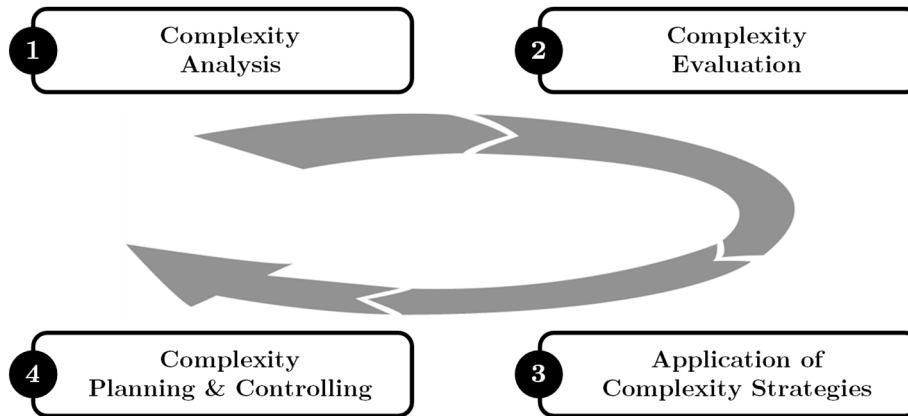 1
Complexity
Analysis
2
Complexity
Evaluation
4
Complexity
Planning & Controlling
3
Application of
Complexity Strategies